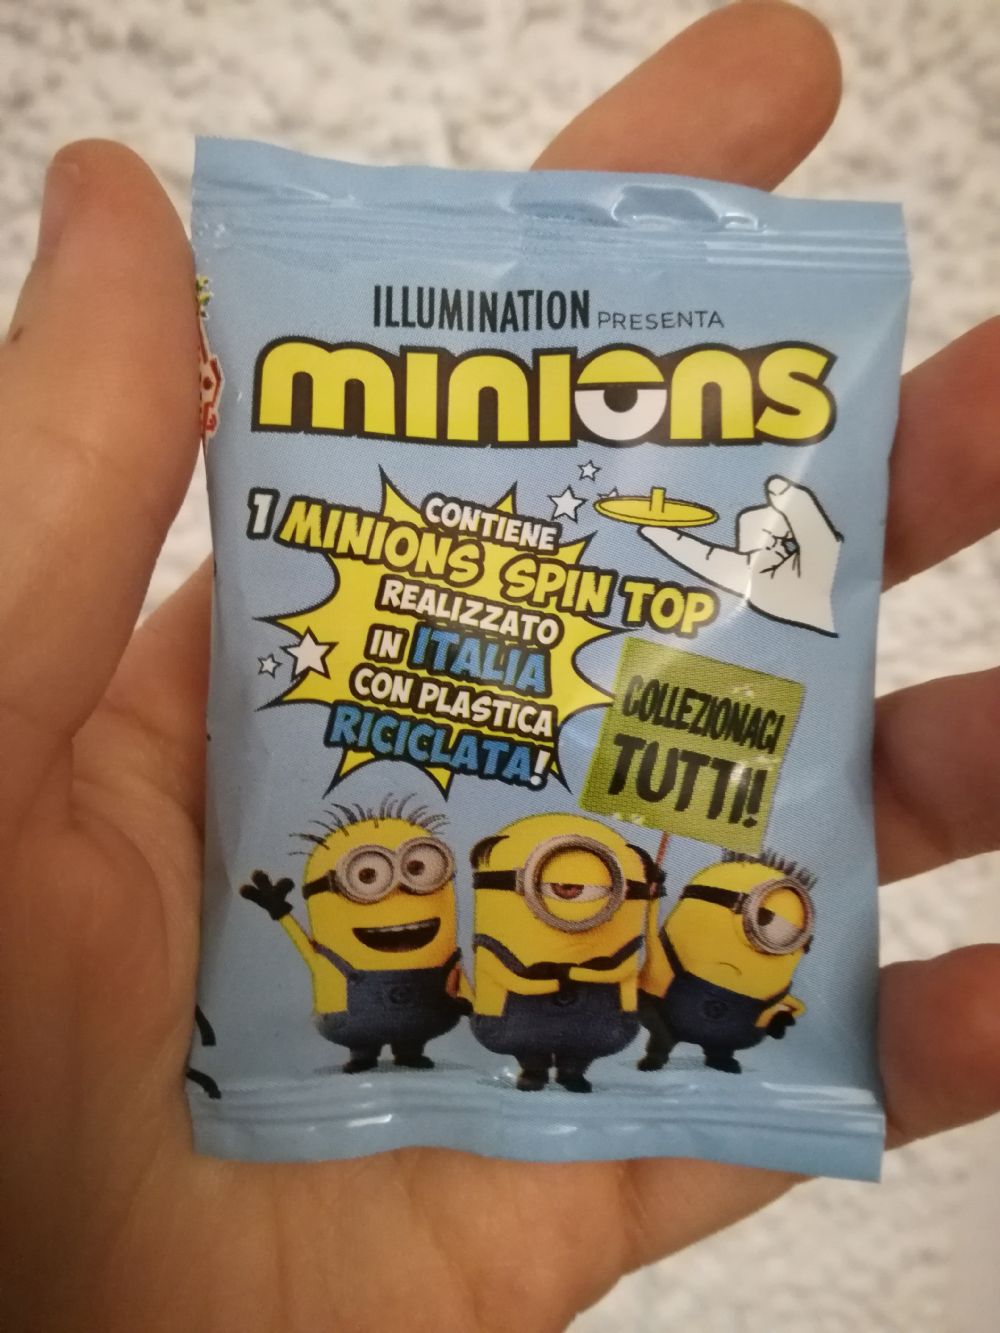 ILLUMINATION PRESENTA
minions
CONTIENE
1 MINIONS SPIN TOP
REALIZZATO
IN ITALIA
CON PLASTICA
RICICLATA!
COLLEZIONACI
TUTTI!